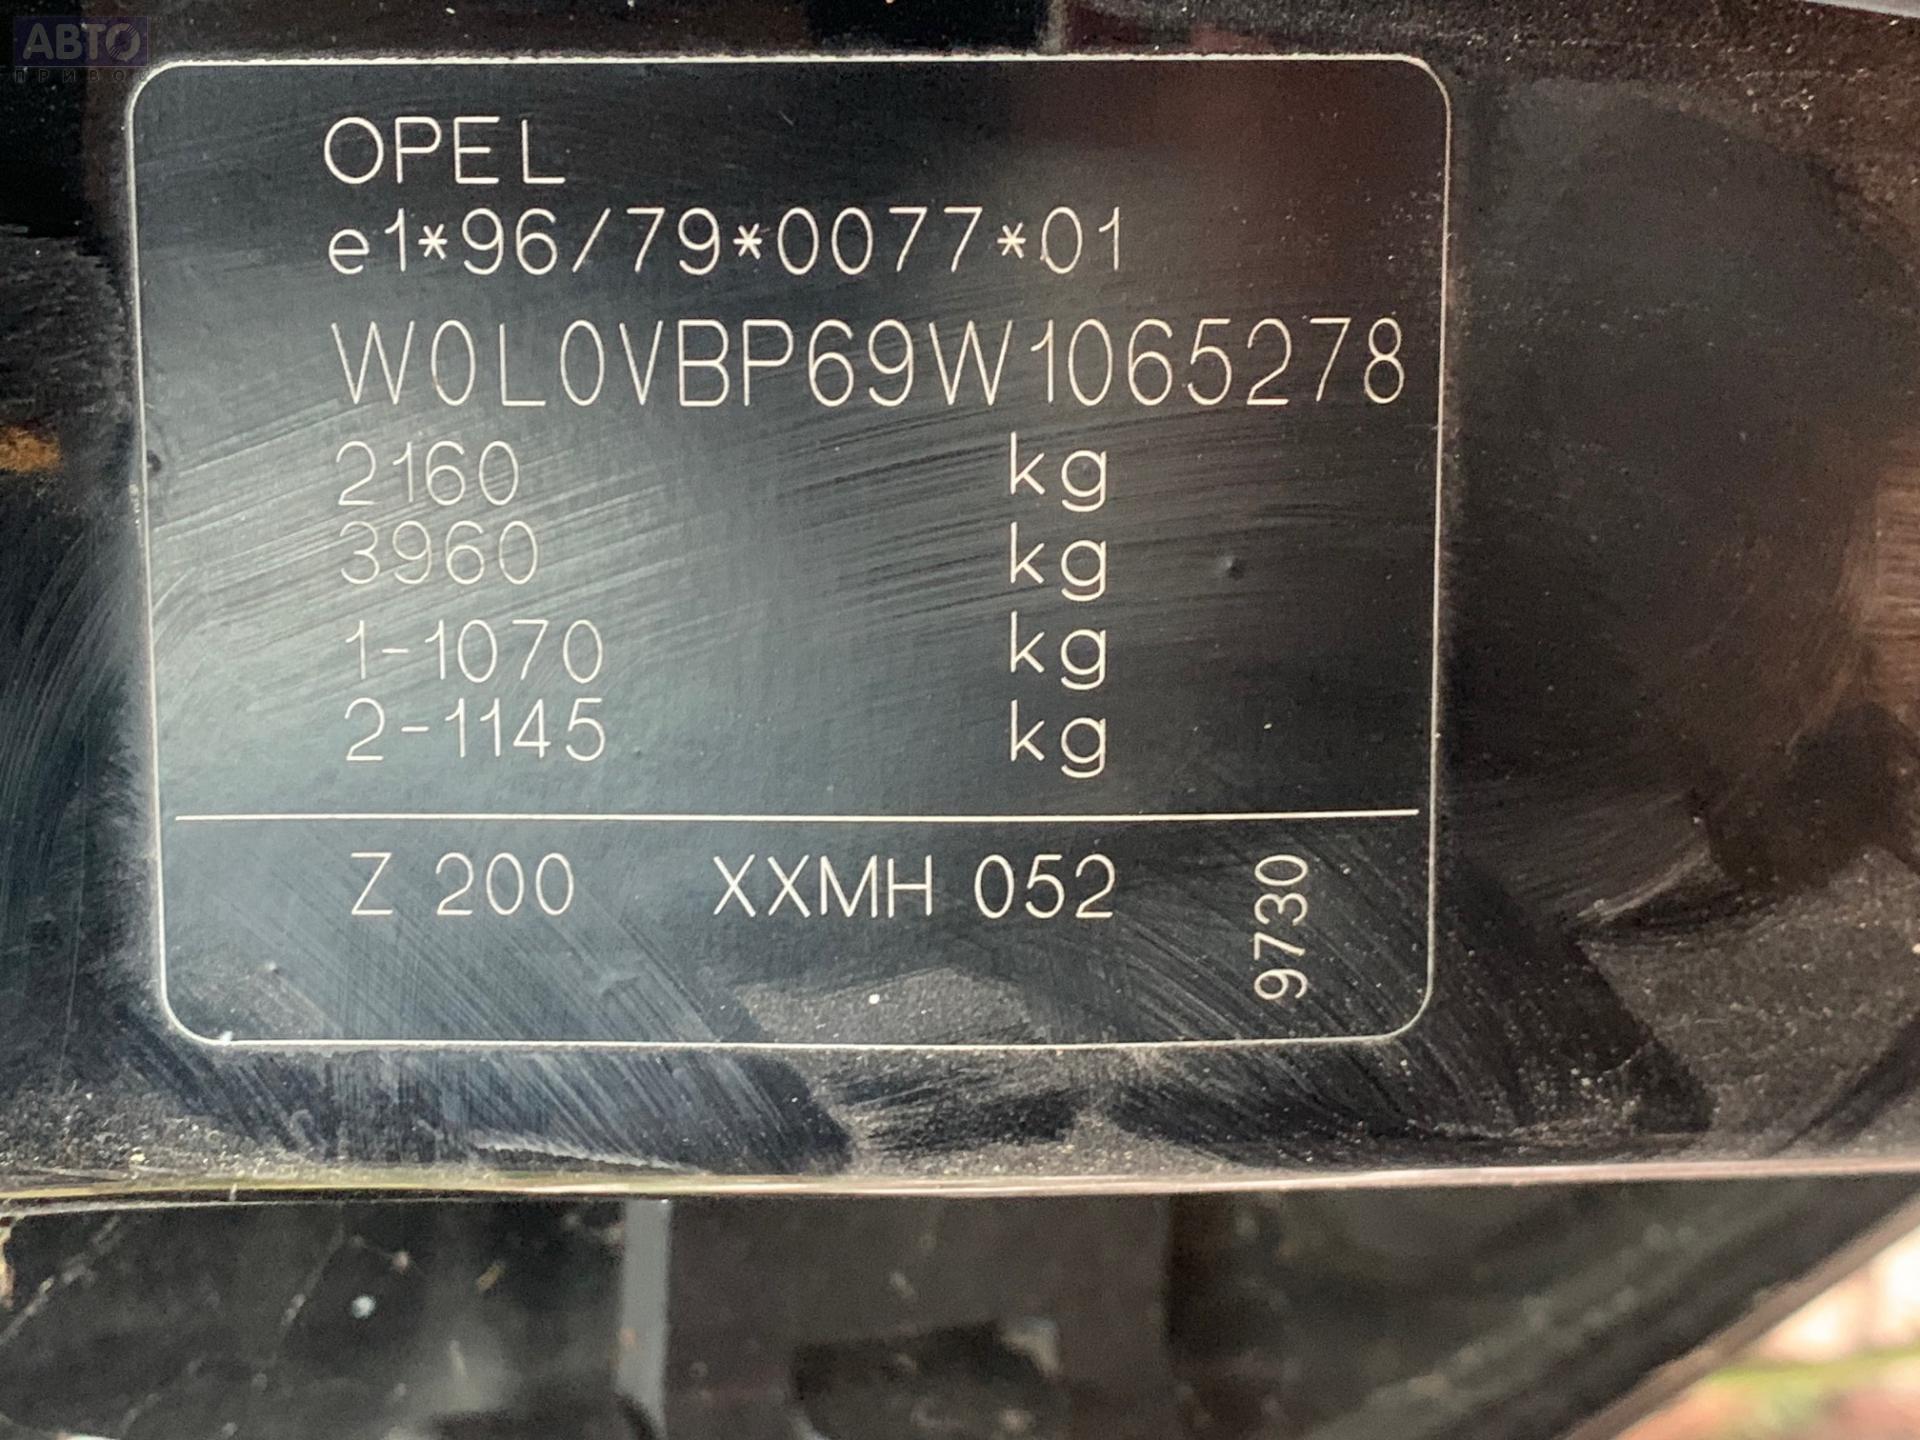 АВТО
ПРИВОЗ
OPEL
e1*96/79*0077*01
W0L0VBP69W1065278
2160 kg
3960 kg
1-1070 kg
2-1145 kg
Z 200 XXMH 052
9730